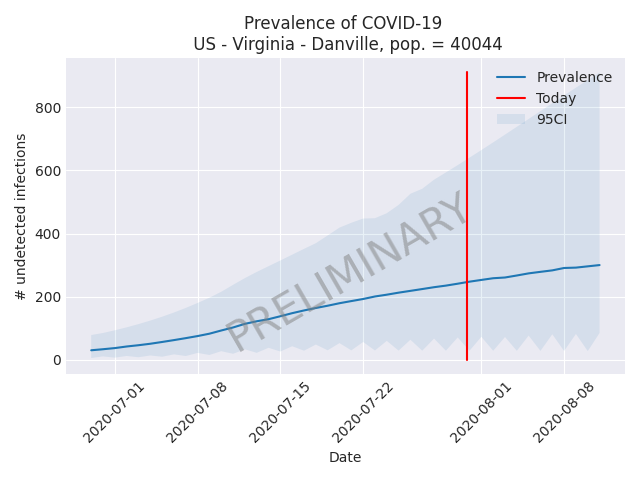 Prevalence of COVID-19
US - Virginia - Danville, pop. = 40044
Prevalence
Today
95CI
PRELIMINARY
# undetected infections
800
600
400
200
0
2020-07-01
2020-07-08
2020-07-15
2020-07-22
2020-08-01
2020-08-08
Date